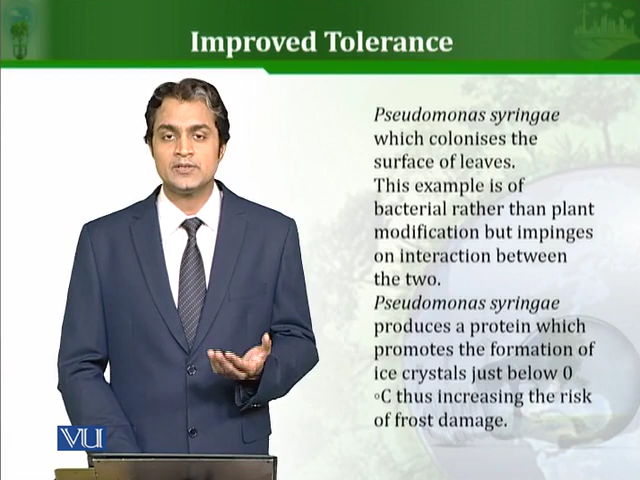 Improved Tolerance
Pseudomonas syringae
which colonises the
surface of leaves.
This example is of
bacterial rather than plant
modification but impinges
on interaction between
the two.
Pseudomonas syringae
produces a protein which
promotes the formation of
ice crystals just below 0
◦C thus increasing the risk
of frost damage.
VU